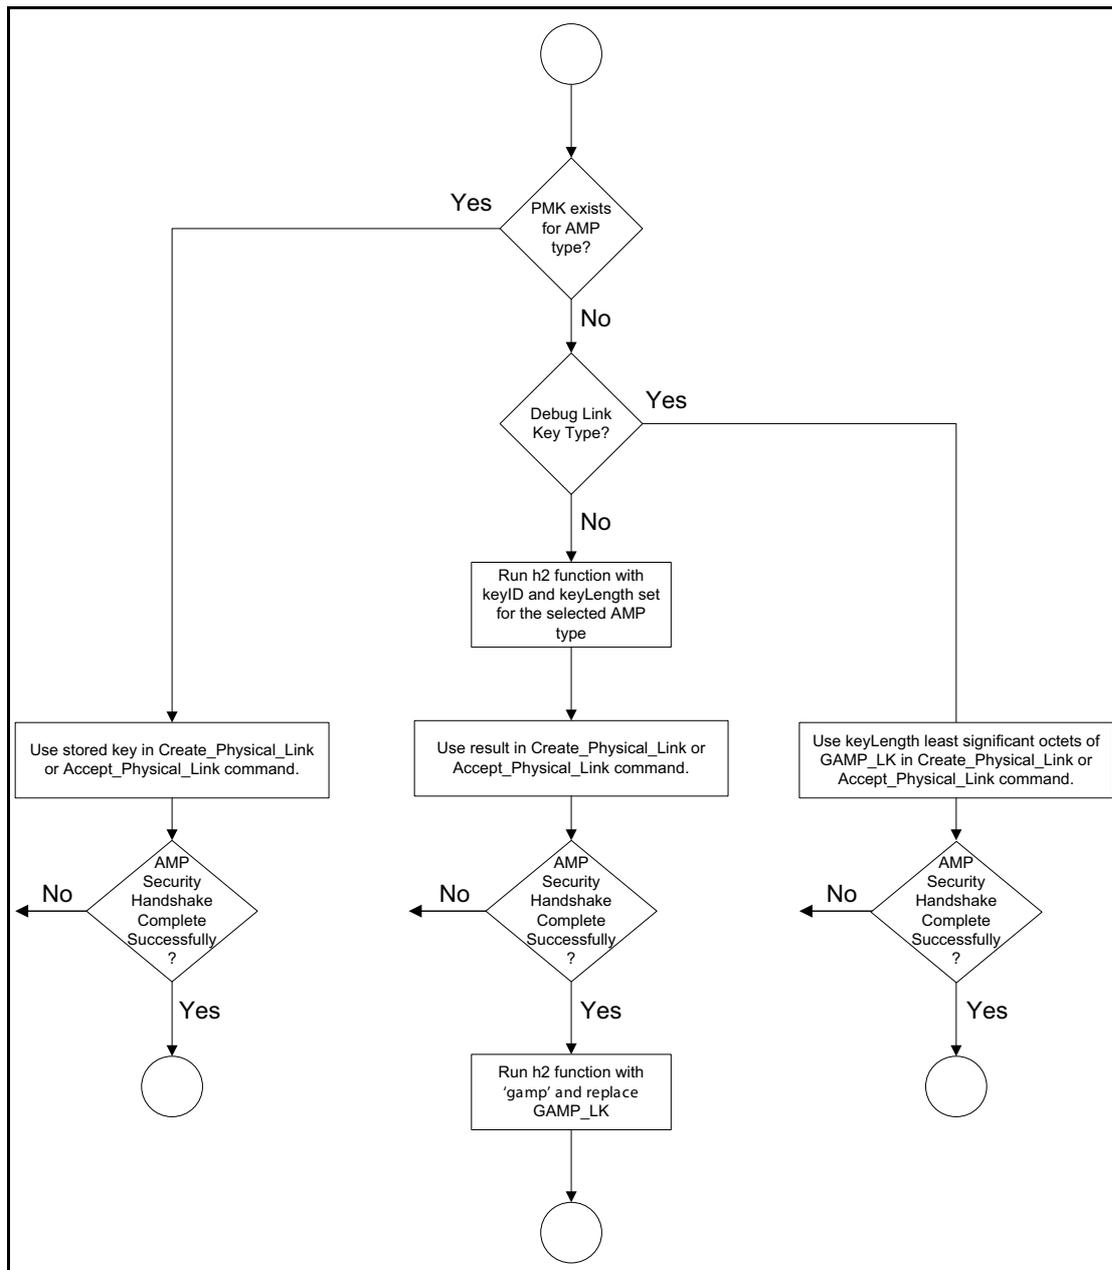 PMK exists
for AMP
type?
Yes
No
Debug Link
Key Type?
Yes
No
Run h2 function with
keyID and keyLength set
for the selected AMP
type
Use stored key in Create_Physical_Link
or Accept_Physical_Link command.
Use result in Create_Physical_Link or
Accept_Physical_Link command.
Use keyLength least significant octets of
GAMP_LK in Create_Physical_Link or
Accept_Physical_Link command.
AMP
Security
Handshake
Complete
Successfully
?
No
Yes
AMP
Security
Handshake
Complete
Successfully
?
No
Yes
AMP
Security
Handshake
Complete
Successfully
?
No
Yes
Run h2 function with
‘gamp’ and replace
GAMP_LK